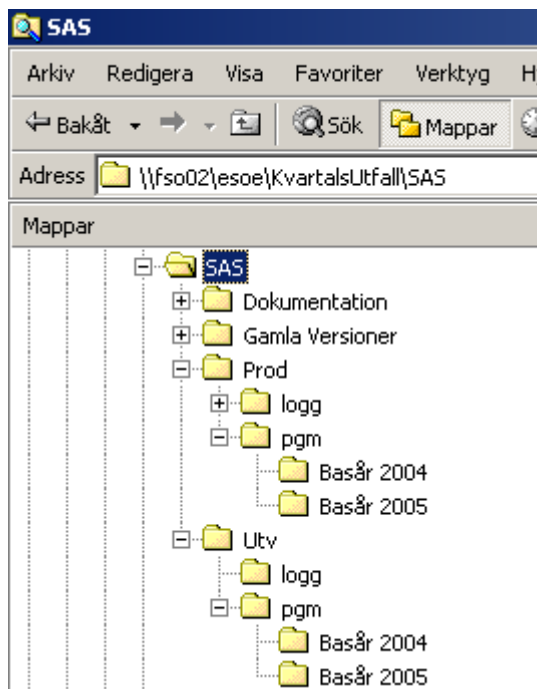 SAS
Arkiv Redigera Visa Favoriter Verktyg
Bakåt Sök Mappar
Adress \\fso02\esoe\KvartalsUtfall\SAS
Mappar
SAS
Dokumentation
Gamla Versioner
Prod
logg
pgm
Basår 2004
Basår 2005
Utv
logg
pgm
Basår 2004
Basår 2005